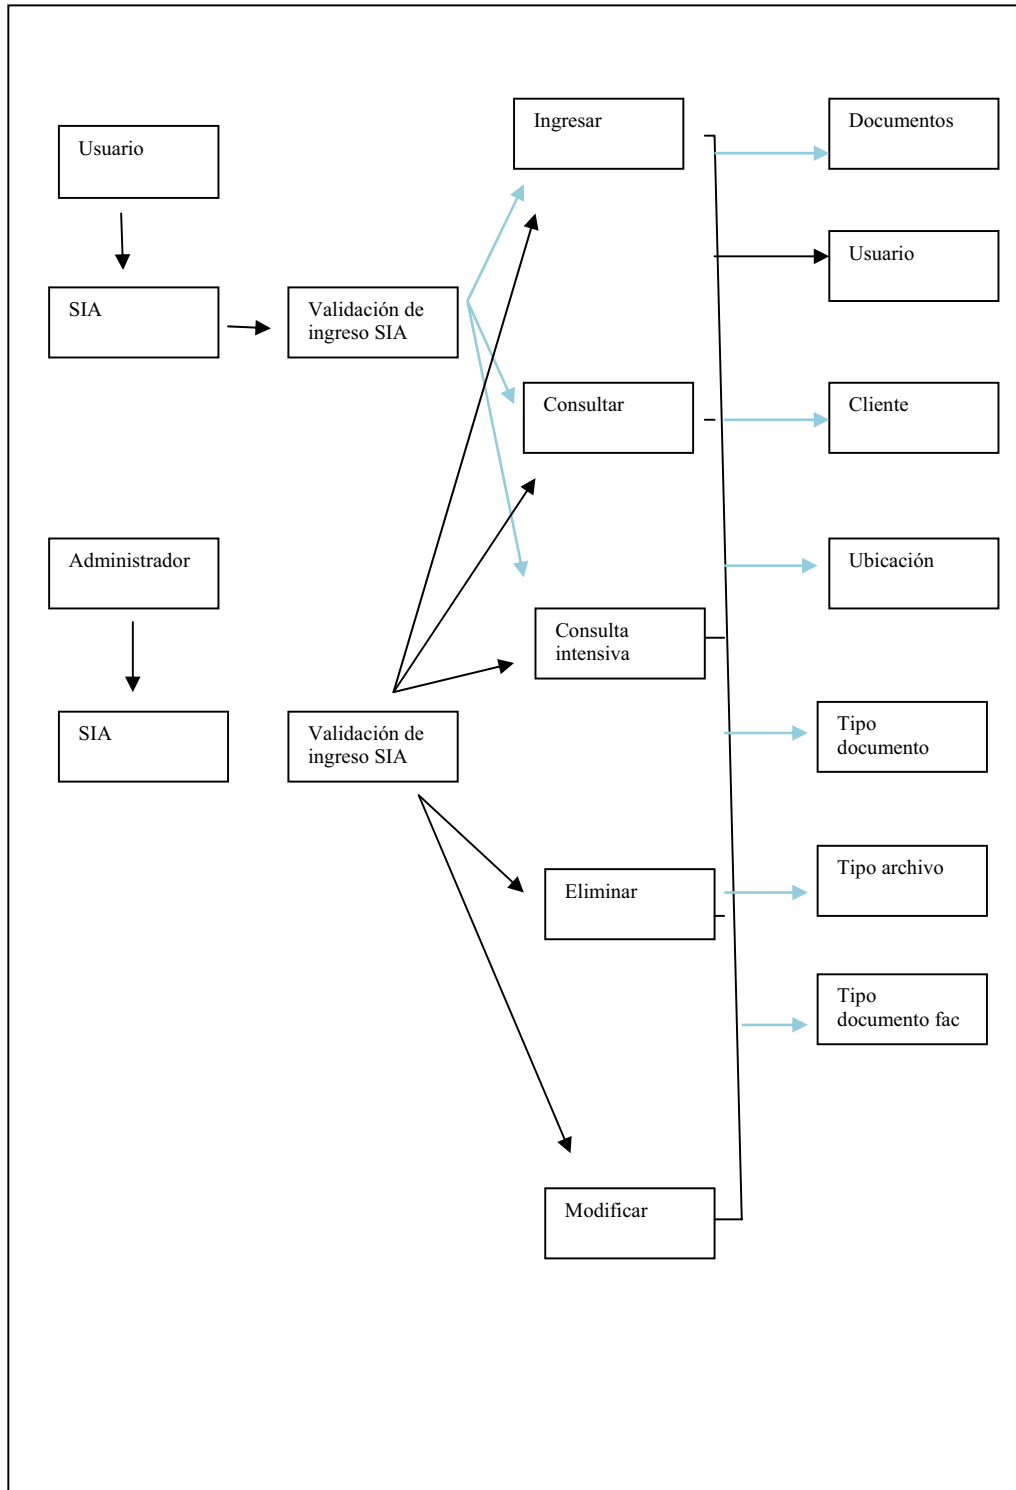 Usuario
SIA
Validación de
ingreso SIA
Administrador
SIA
Validación de
ingreso SIA
Ingresar
Consultar
Consulta
intensiva
Eliminar
Modificar
Documentos
Usuario
Cliente
Ubicación
Tipo
documento
Tipo archivo
Tipo
documento fac